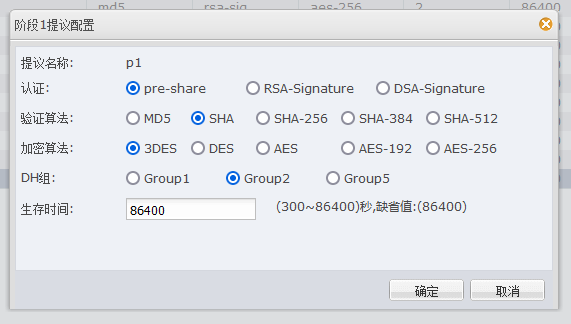 md5 rsa-sig aes-256 2 86400
阶段1提议配置
提议名称: p1
认证: pre-share RSA-Signature DSA-Signature
验证算法: MD5 SHA SHA-256 SHA-384 SHA-512
加密算法: 3DES DES AES AES-192 AES-256
DH组: Group1 Group2 Group5
生存时间: 86400 (300~86400)秒,缺省值:(86400)
确定 取消